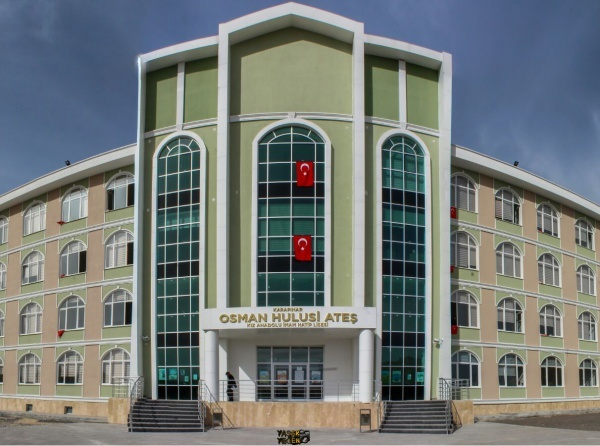 KARAPINAR
OSMAN HULUSİ ATEŞ
KIZ ANADOLU İMAM HATİP LİSESİ